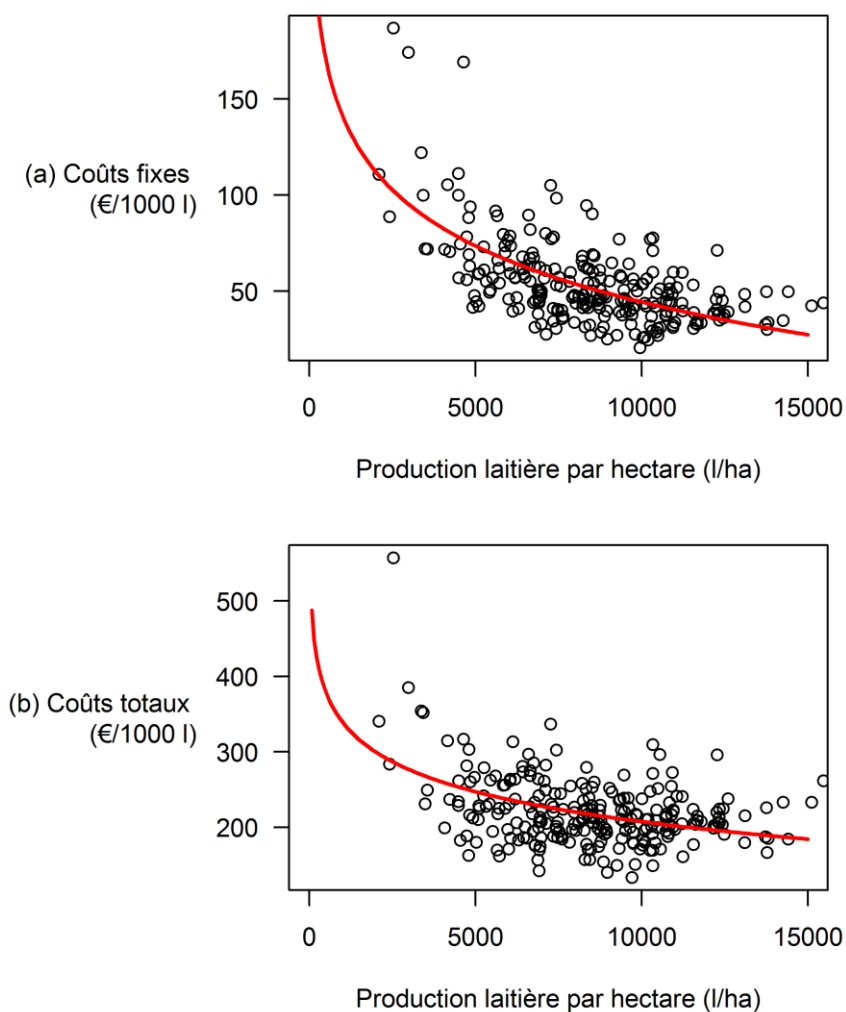 150
100
50
(a) Coûts fixes
(€/1000 l)
0 5000 10000 15000
Production laitière par hectare (l/ha)
500
400
300
200
(b) Coûts totaux
(€/1000 l)
0 5000 10000 15000
Production laitière par hectare (l/ha)